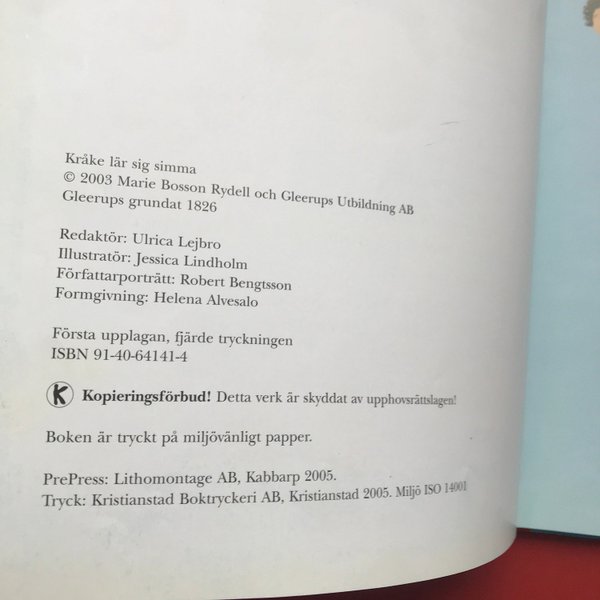 Kråke lär sig simma
© 2003 Marie Bosson Rydell och Gleerups Utbildning AB
Gleerups grundat 1826
Redaktör: Ulrica Lejbro
Illustratör: Jessica Lindholm
Författarporträtt: Robert Bengtsson
Formgivning: Helena Alvesalo
Första upplagan, fjärde tryckningen
ISBN 91-40-64141-4
K Kopieringsförbud! Detta verk är skyddat av upphovsrättslagen!
Boken är tryckt på miljövänligt papper.
PrePress: Lithomontage AB, Kabbarp 2005.
Tryck: Kristianstad Boktryckeri AB, Kristianstad 2005. Miljö ISO 14001